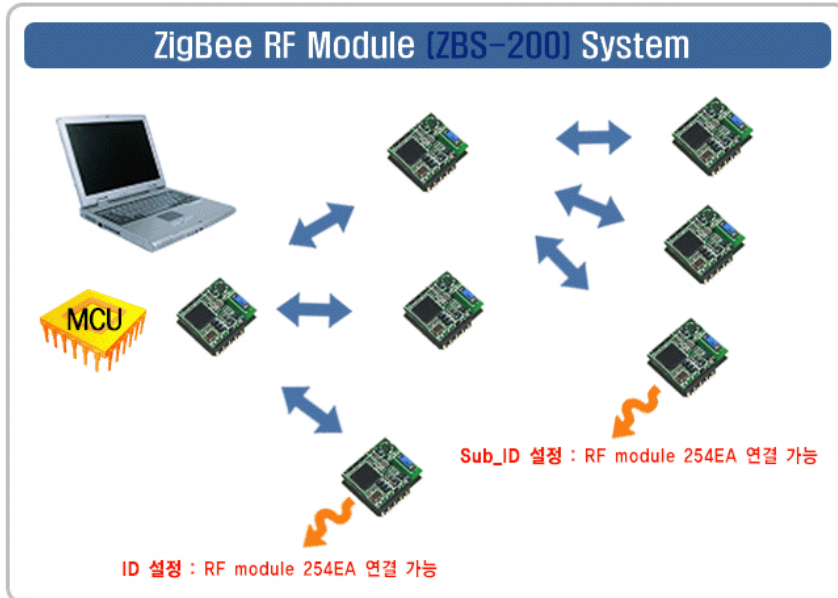 ZigBee RF Module (ZBS-200) System
MCU
Sub_ID 설정 : RF module 254EA 연결 가능
ID 설정 : RF module 254EA 연결 가능